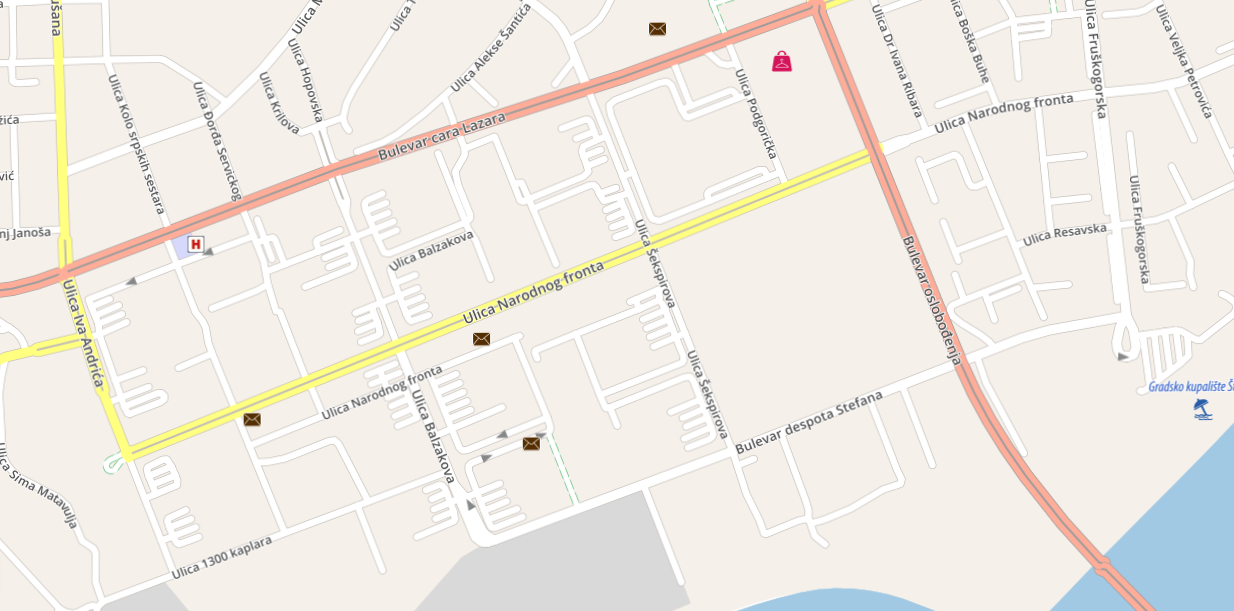 Ulica Fruškogorska
Ulica Boška Buhe
Ulica Dr Ivana Ribara
Ulica Veljka Petrovića
Ulica Alekse Šantića
Ulica Hopovska
Ulica Krilova
Ulica Kolo srpskih sestara
Ulica Đorđa Servickog
Ulica Podgorička
Ulica Narodnog fronta
Bulevar cara Lazara
Ulica Fruškogorska
H
Ulica Balzakova
Ulica Resavska
Ulica Šekspirova
Bulevar oslobođenja
Ulica Narodnog fronta
Ulica Iva Andrića
Ulica Šekspirova
Ulica Narodnog fronta
Gradsko kupalište
Ulica Balzakova
Bulevar despota Stefana
Ulica Sima Matavulja
Ulica 1300 kaplara